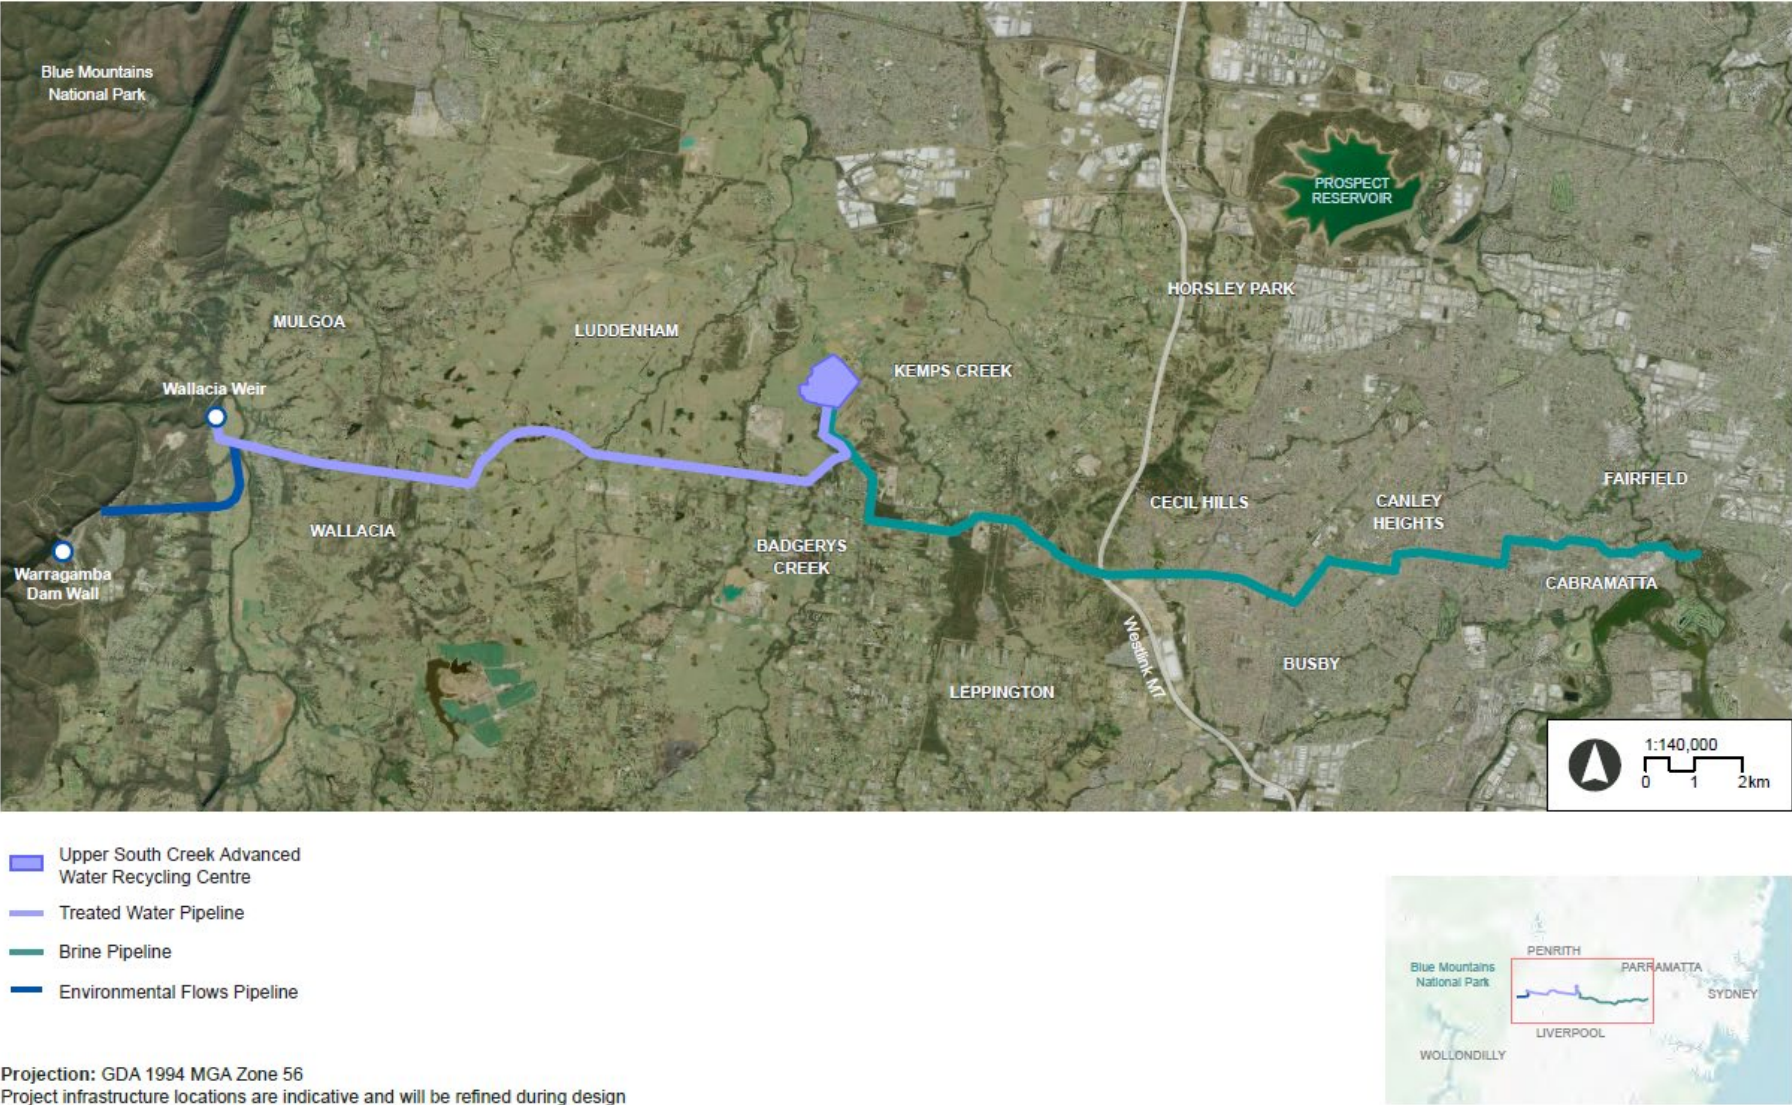 Blue Mountains
National Park
PROSPECT
RESERVOIR
HORSLEY PARK
MULGOA
LUDDENHAM
KEMPS CREEK
Wallacia Weir
FAIRFIELD
CECIL HILLS
CANLEY
HEIGHTS
WALLACIA
BADGERYS
CREEK
Warragamba
Dam Wall
CABRAMATTA
Westlink M7
BUSBY
LEPPINGTON
1:140,000
0 1 2km
Upper South Creek Advanced
Water Recycling Centre
Treated Water Pipeline
Brine Pipeline
Environmental Flows Pipeline
PENRITH
Blue Mountains
National Park
PARRAMATTA
SYDNEY
LIVERPOOL
WOLLONDILLY
Projection: GDA 1994 MGA Zone 56
Project infrastructure locations are indicative and will be refined during design